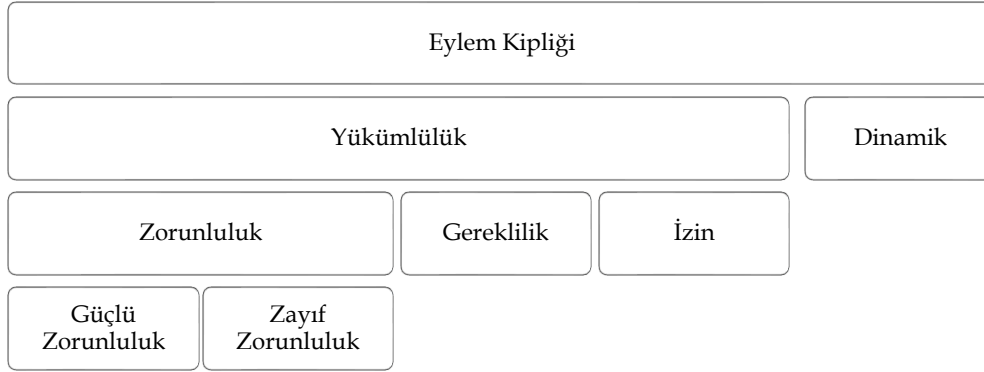 Eylem Kipliği
Yükümlülük
Dinamik
Zorunluluk
Gereklilik
İzin
Güçlü
Zorunluluk
Zayıf
Zorunluluk